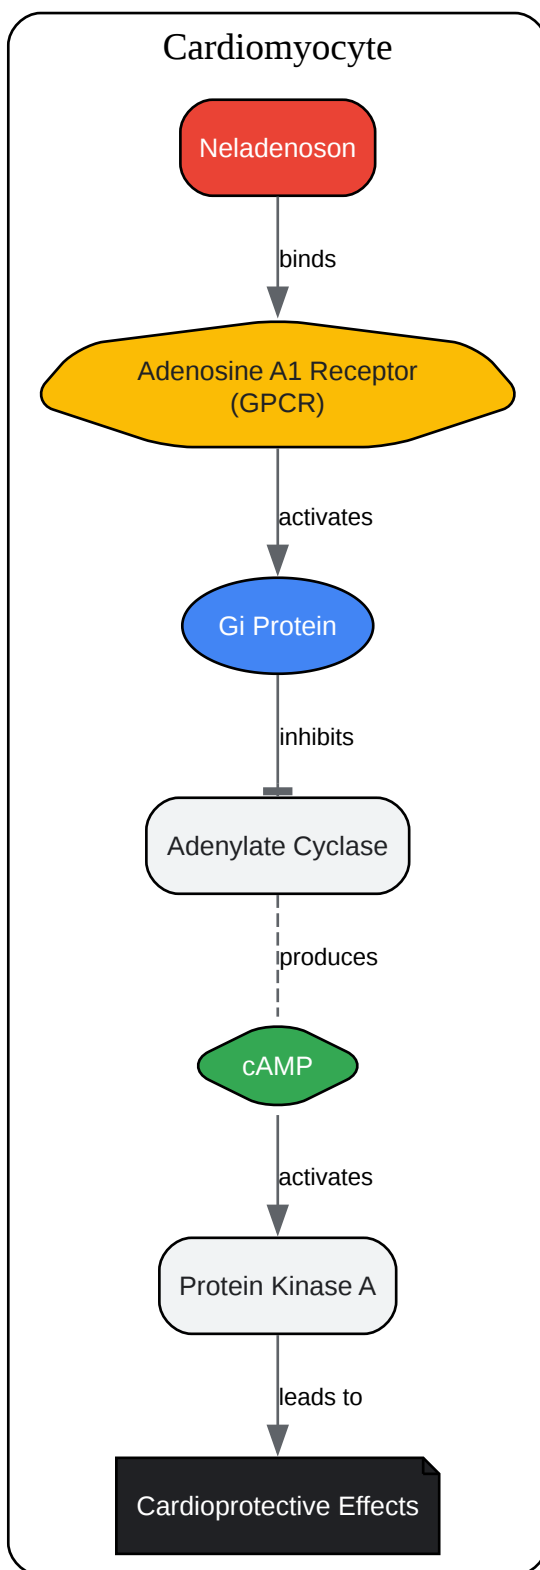 Cardiomyocyte
Neladenoson
binds
Adenosine A1 Receptor
(GPCR)
activates
Gi Protein
inhibits
Adenylate Cyclase
produces
cAMP
activates
Protein Kinase A
leads to
Cardioprotective Effects